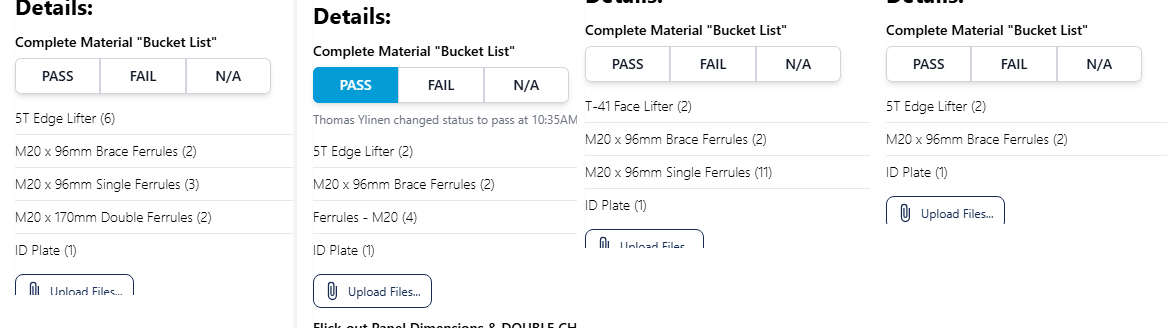 Details:
Complete Material "Bucket List"
PASS FAIL N/A
5T Edge Lifter (6)
M20 x 96mm Brace Ferrules (2)
M20 x 96mm Single Ferrules (3)
M20 x 170mm Double Ferrules (2)
ID Plate (1)
Upload Files...
Details:
Complete Material "Bucket List"
PASS FAIL N/A
Thomas Ylinen changed status to pass at 10:35AM
5T Edge Lifter (2)
M20 x 96mm Brace Ferrules (2)
Ferrules - M20 (4)
ID Plate (1)
Upload Files...
Flick out Panel Dimensions & DOUBLE CH
Details:
Complete Material "Bucket List"
PASS FAIL N/A
T-41 Face Lifter (2)
M20 x 96mm Brace Ferrules (2)
M20 x 96mm Single Ferrules (11)
ID Plate (1)
Upload Files...
Details:
Complete Material "Bucket List"
PASS FAIL N/A
5T Edge Lifter (2)
M20 x 96mm Brace Ferrules (2)
ID Plate (1)
Upload Files...